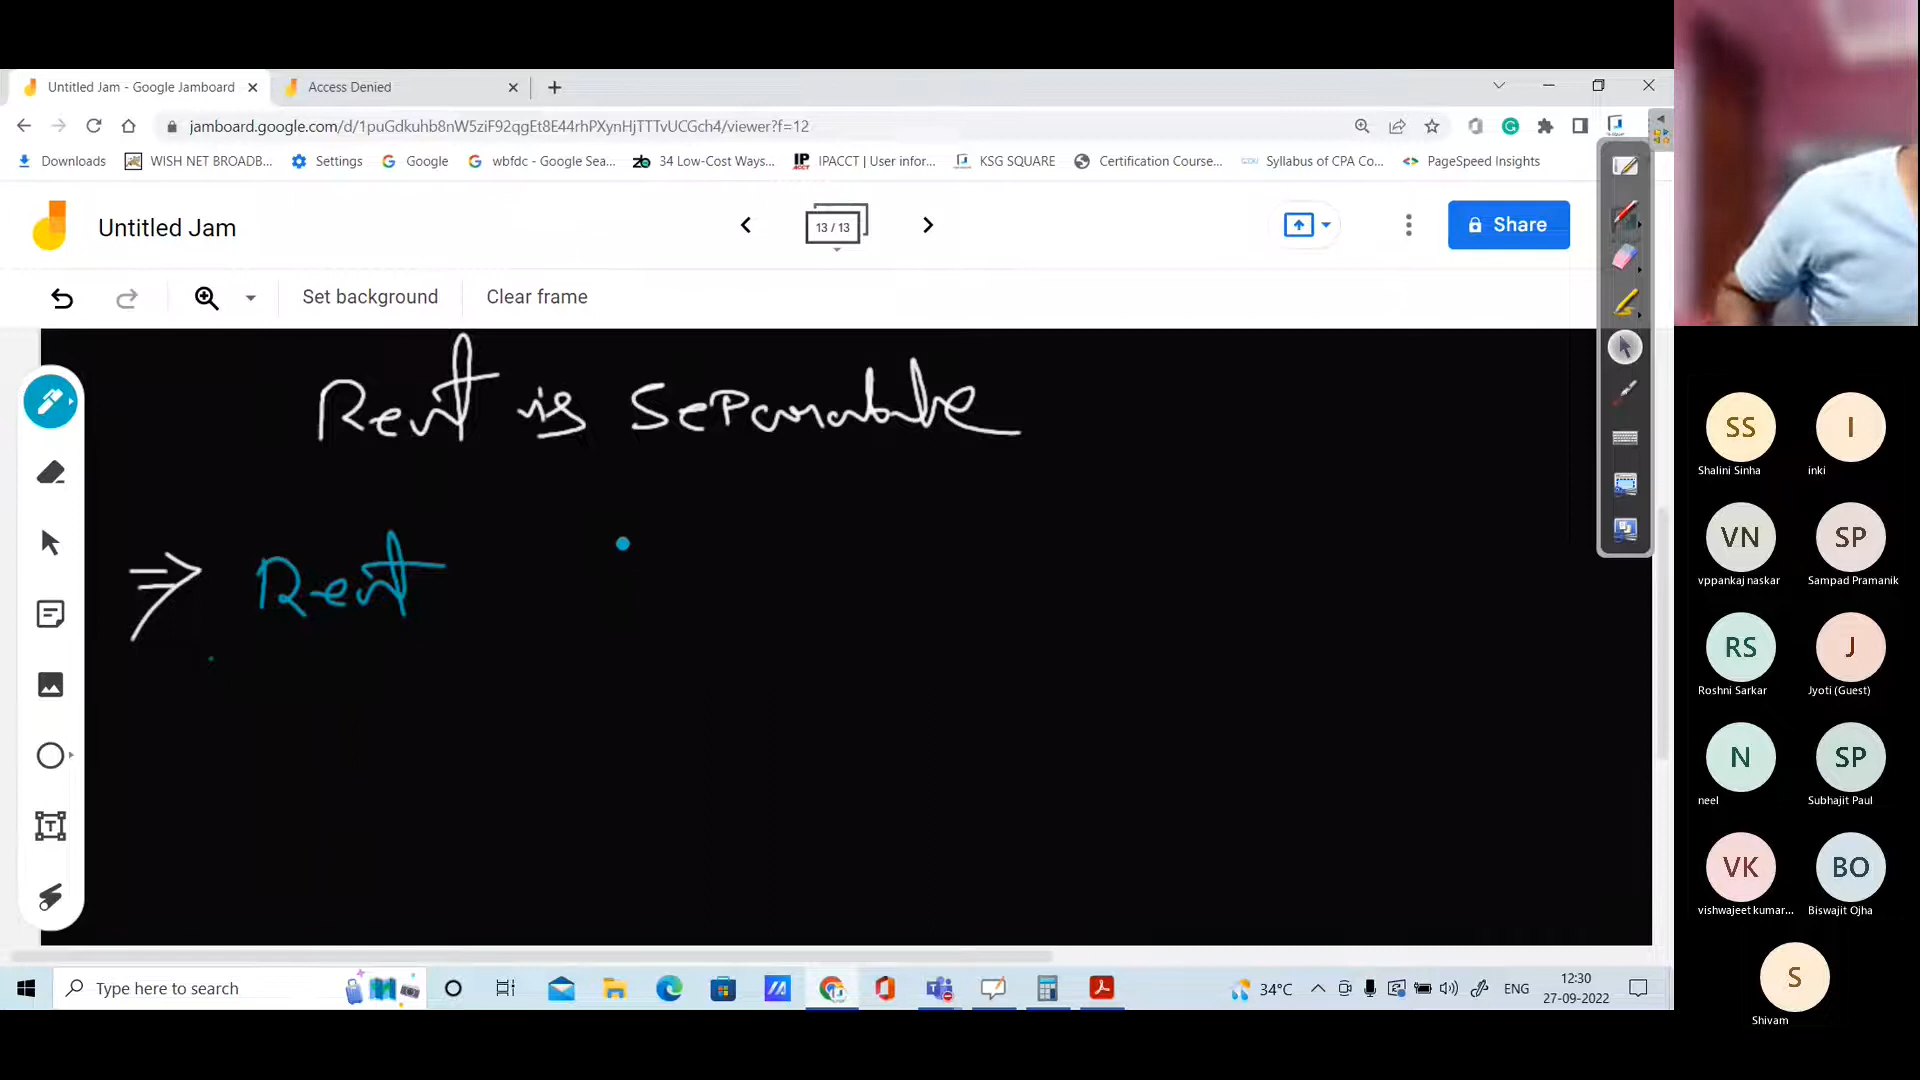 Untitled Jam - Google Jamboard
Access Denied
jamboard.google.com/d/1puGdkuhb8nW5ziF92qgEt8E44rhPXynHjTTTvUCGch4/viewer?f=12
Downloads
WISH NET BROADB...
Settings
Google
wbfdc - Google Sea...
34 Low-Cost Ways...
IPACCT | User infor...
KSG SQUARE
Certification Course...
Syllabus of CPA Co...
PageSpeed Insights
Untitled Jam
13 / 13
Share
Set background
Clear frame
Rent is Separable
Rent
SS
I
Shalini Sinha
inki
VN
SP
vppankaj naskar
Sampad Pramanik
RS
J
Roshni Sarkar
Jyoti (Guest)
N
SP
neel
Subhajit Paul
VK
BO
vishwajeet kumar...
Biswajit Ojha
S
Shivam
Type here to search
34°C
ENG
12:30
27-09-2022